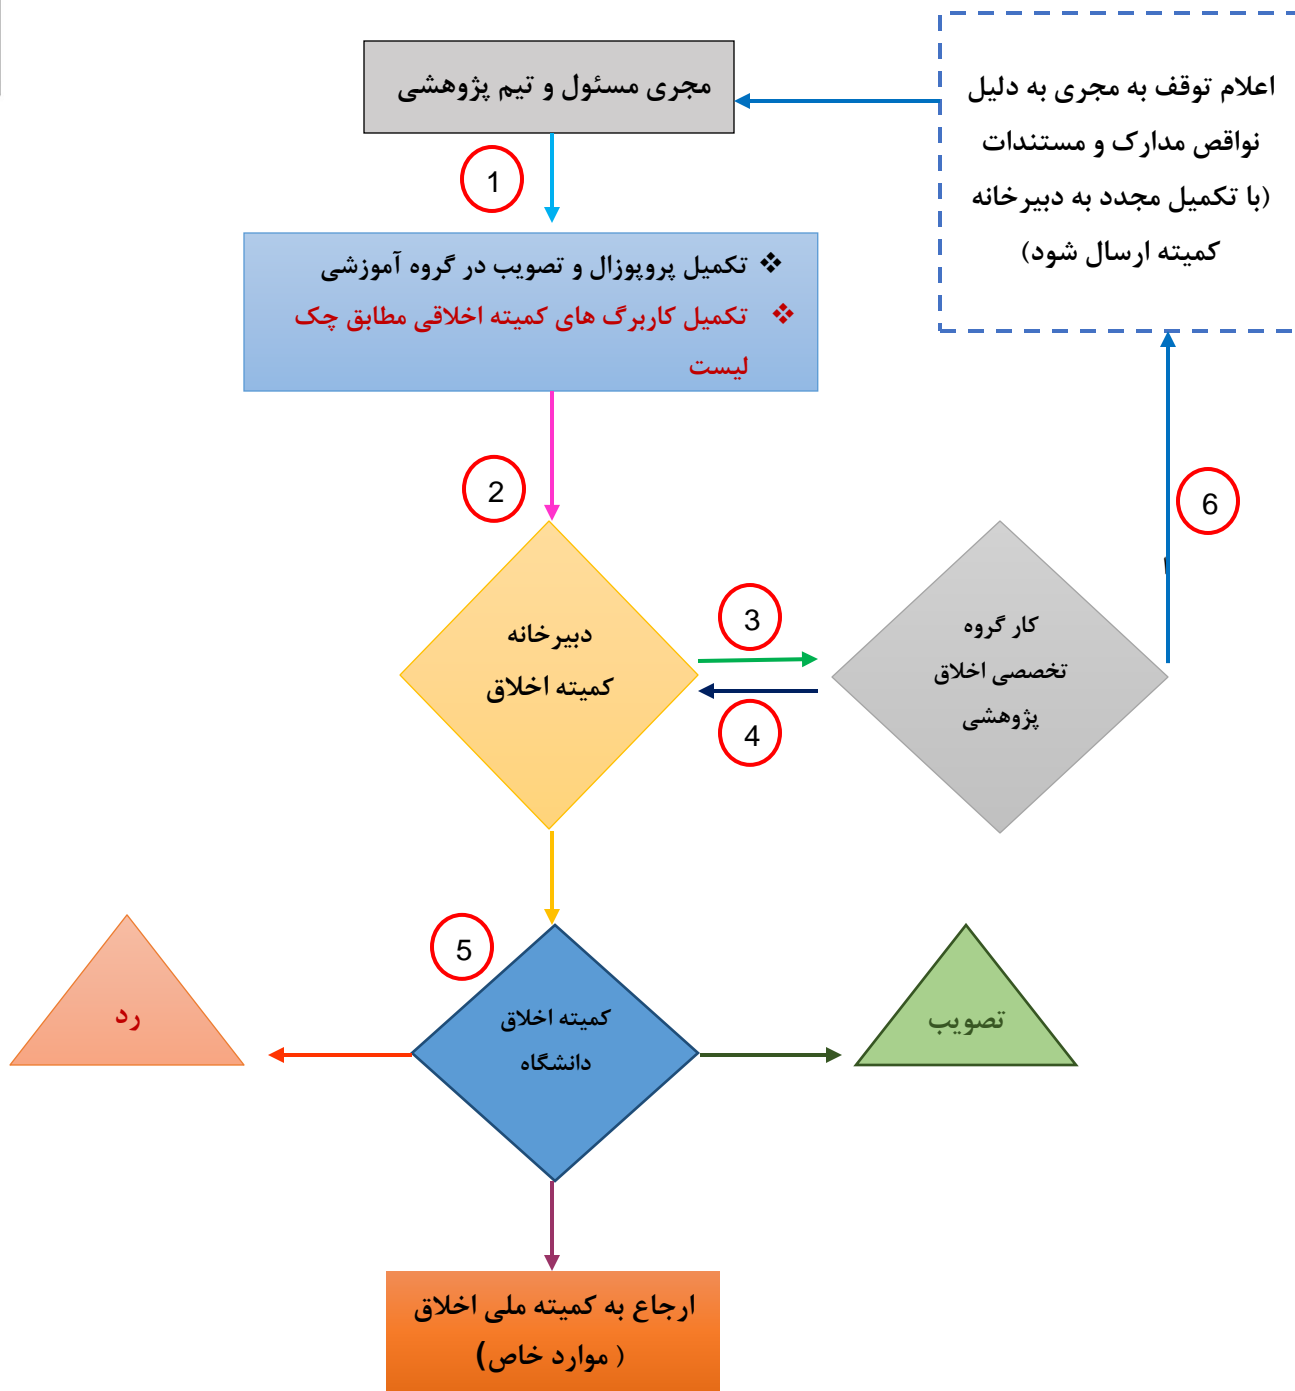 مجری مسئول و تیم پژوهشی
اعلام توقف به مجری به دلیل
نواقص مدارک و مستندات
(با تکمیل مجدد به دبیرخانه
کمیته ارسال شود)
1
❖ تکمیل پروپوزال و تصویب در گروه آموزشی
❖ تکمیل کاربرگ های کمیته اخلاقی مطابق چک
لیست
2
6
دبیرخانه
کمیته اخلاق
3
4
کار گروه
تخصصی اخلاق
پژوهشی
5
کمیته اخلاق
دانشگاه
تصویب
رد
ارجاع به کمیته ملی اخلاق
( موارد خاص)